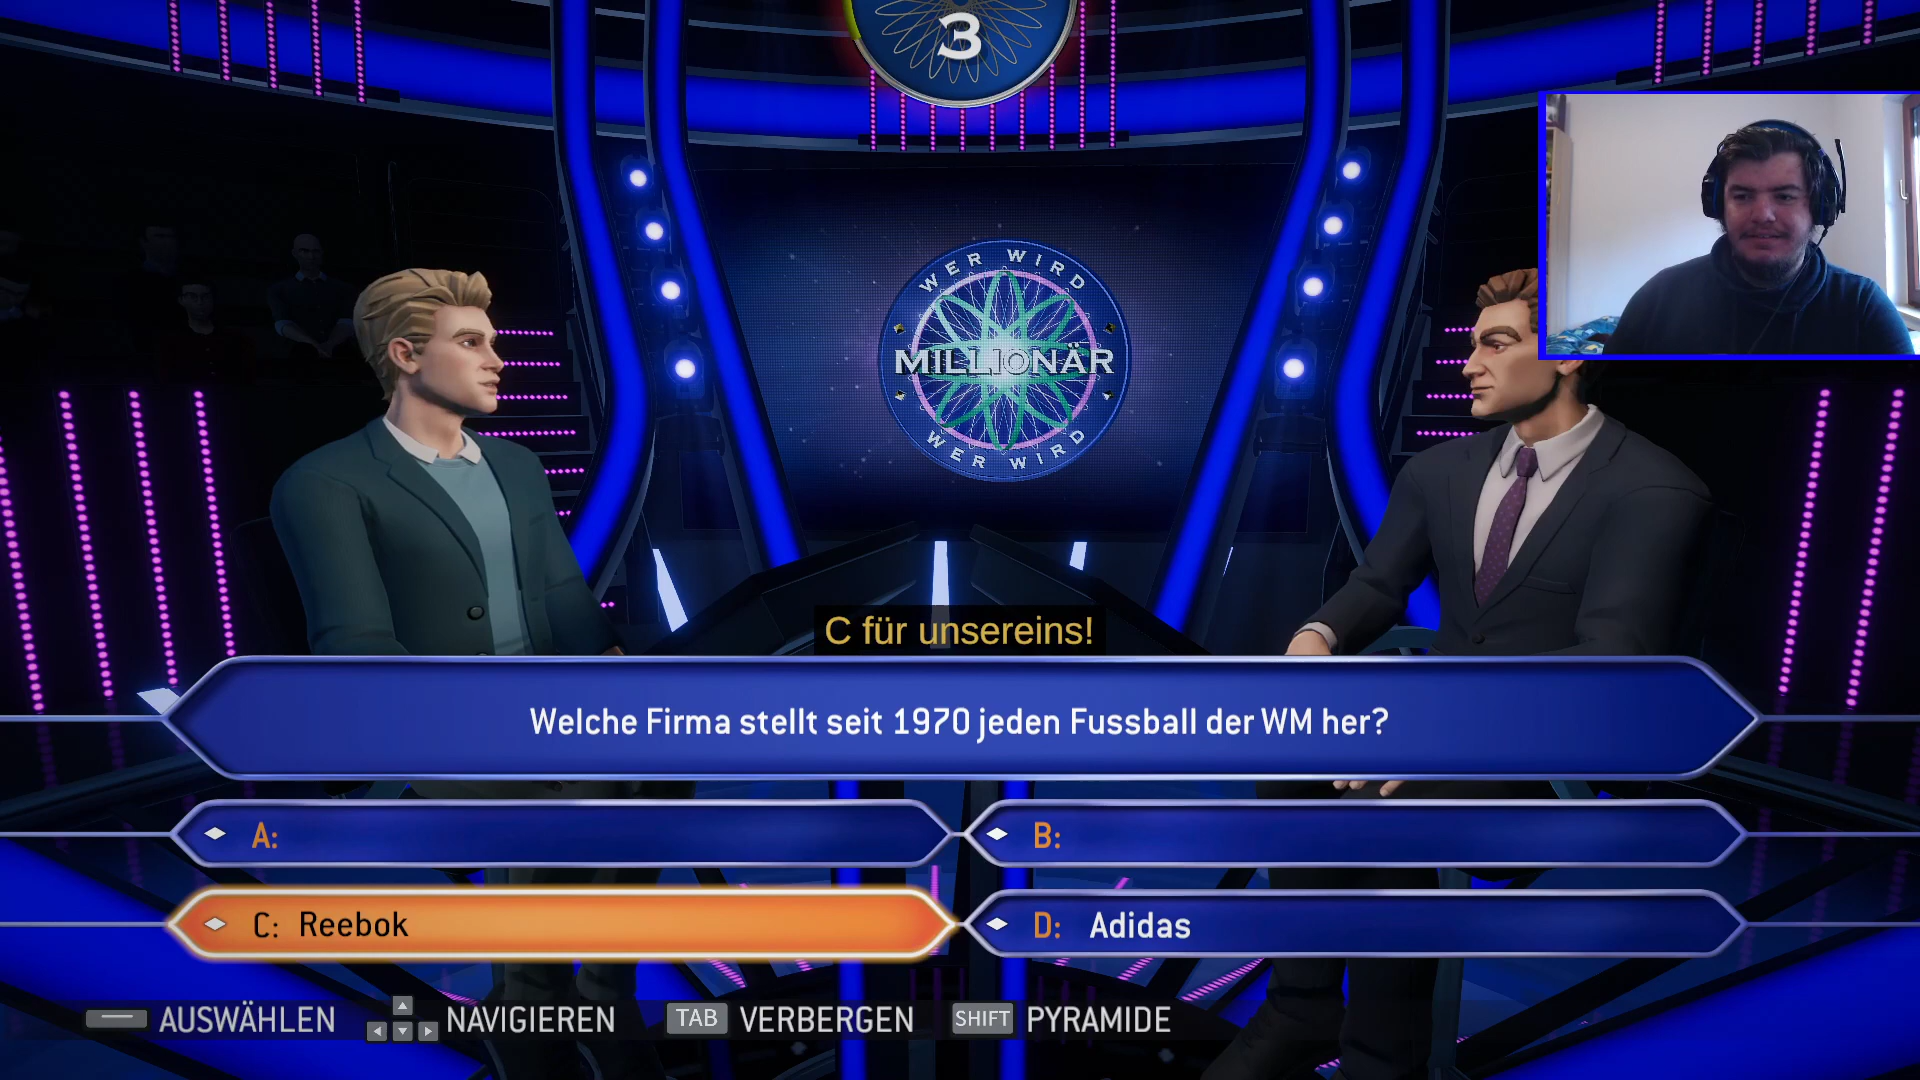 3
WER WIRD
MILLIONÄR
WER WIRD
C für unsereins!
Welche Firma stellt seit 1970 jeden Fussball der WM her?
A:
B:
C: Reebok
D: Adidas
AUSWÄHLEN NAVIGIEREN TAB VERBERGEN SHIFT PYRAMIDE